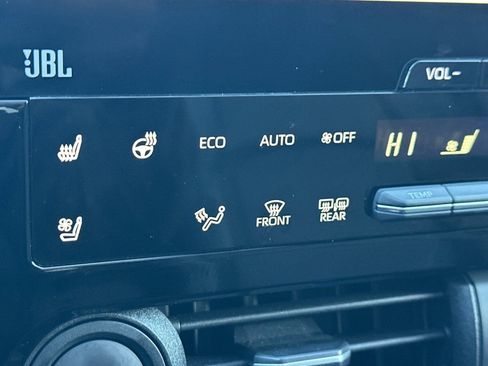 JBL
VOL-
ECO AUTO OFF HI
TEMP
FRONT REAR